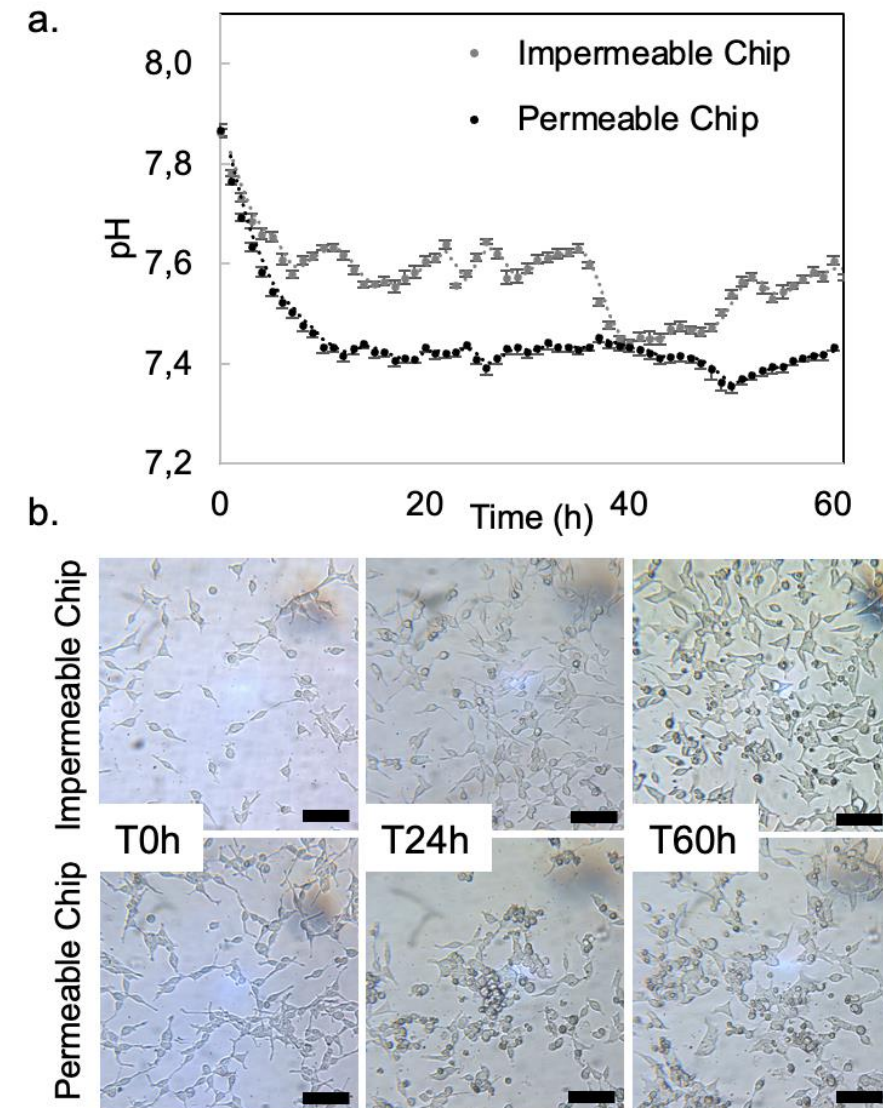 a.
8,0
7,8
7,6
7,4
7,2
pH
Impermeable Chip
Permeable Chip
0
20
40
60
Time (h)
b.
Impermeable Chip
T0h
T24h
T60h
Permeable Chip